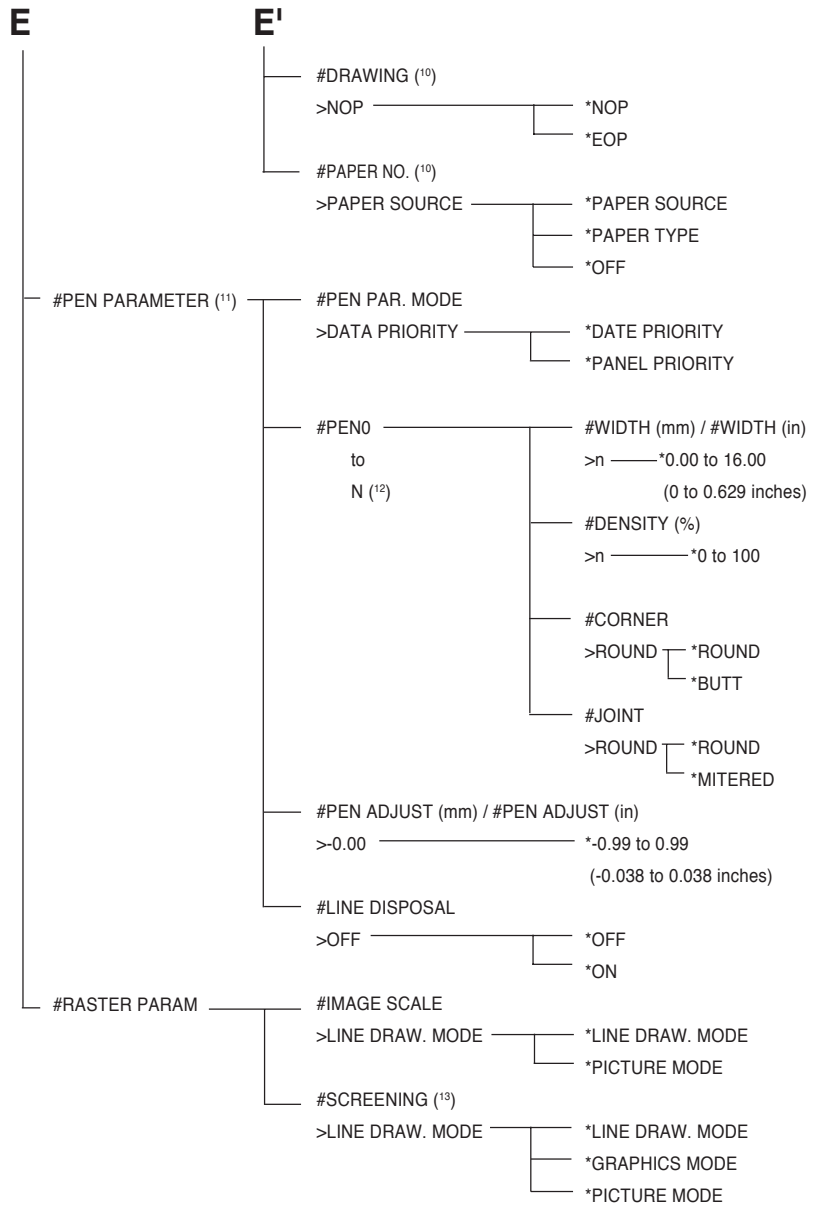 E E'
#DRAWING (10)
>NOP *NOP
*EOP
#PAPER NO. (10)
>PAPER SOURCE *PAPER SOURCE
*PAPER TYPE
*OFF
#PEN PARAMETER (11) #PEN PAR. MODE
>DATA PRIORITY *DATE PRIORITY
*PANEL PRIORITY
#PEN0 #WIDTH (mm) / #WIDTH (in)
to >n *0.00 to 16.00
N (12) (0 to 0.629 inches)
#DENSITY (%)
>n *0 to 100
#CORNER
>ROUND *ROUND
*BUTT
#JOINT
>ROUND *ROUND
*MITERED
#PEN ADJUST (mm) / #PEN ADJUST (in)
>-0.00 *-0.99 to 0.99
(-0.038 to 0.038 inches)
#LINE DISPOSAL
>OFF *OFF
*ON
#RASTER PARAM #IMAGE SCALE
>LINE DRAW. MODE *LINE DRAW. MODE
*PICTURE MODE
#SCREENING (13)
>LINE DRAW. MODE *LINE DRAW. MODE
*GRAPHICS MODE
*PICTURE MODE